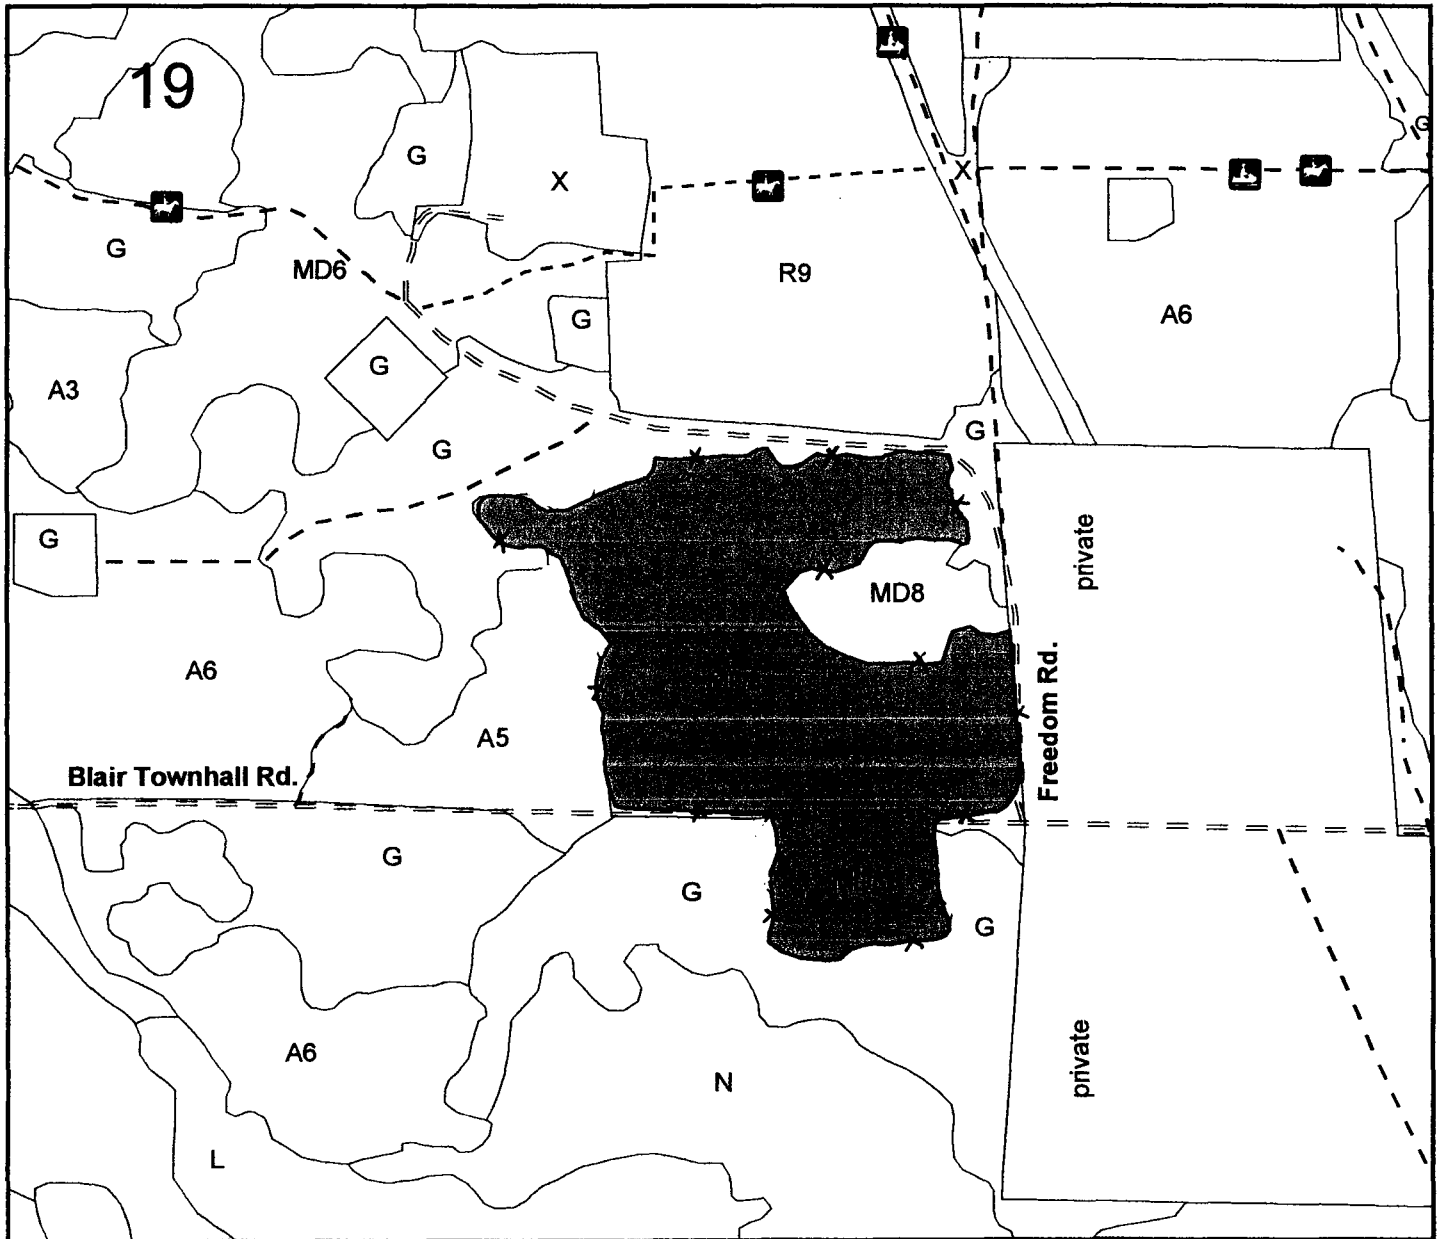 19
G
X
X
G
G
MD6
R9
A6
G
G
A3
G
G
G
private
MD8
A6
Freedom Rd.
A5
Blair Townhall Rd.
G
G
G
A6
private
N
L